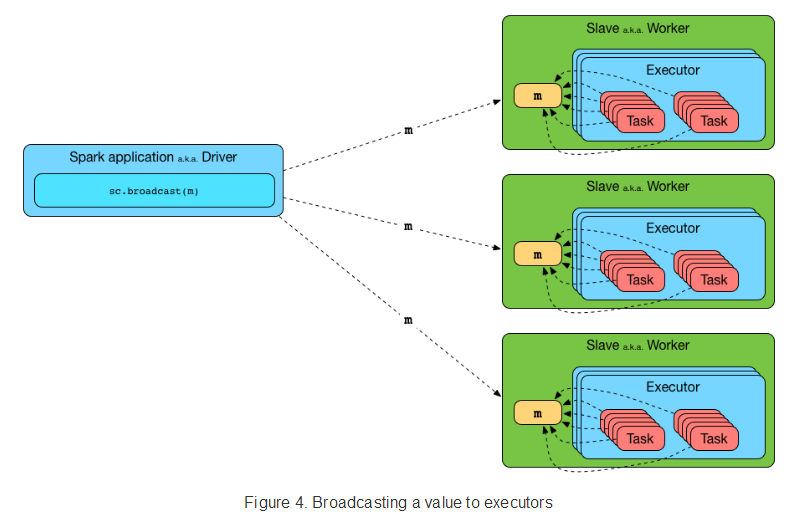 Slave a.k.a. Worker
Executor
m
Task
Task
m
Spark application a.k.a. Driver
sc.broadcast(m)
Slave a.k.a. Worker
m
Executor
m
Task
Task
m
Slave a.k.a. Worker
Executor
m
Task
Task
Figure 4. Broadcasting a value to executors